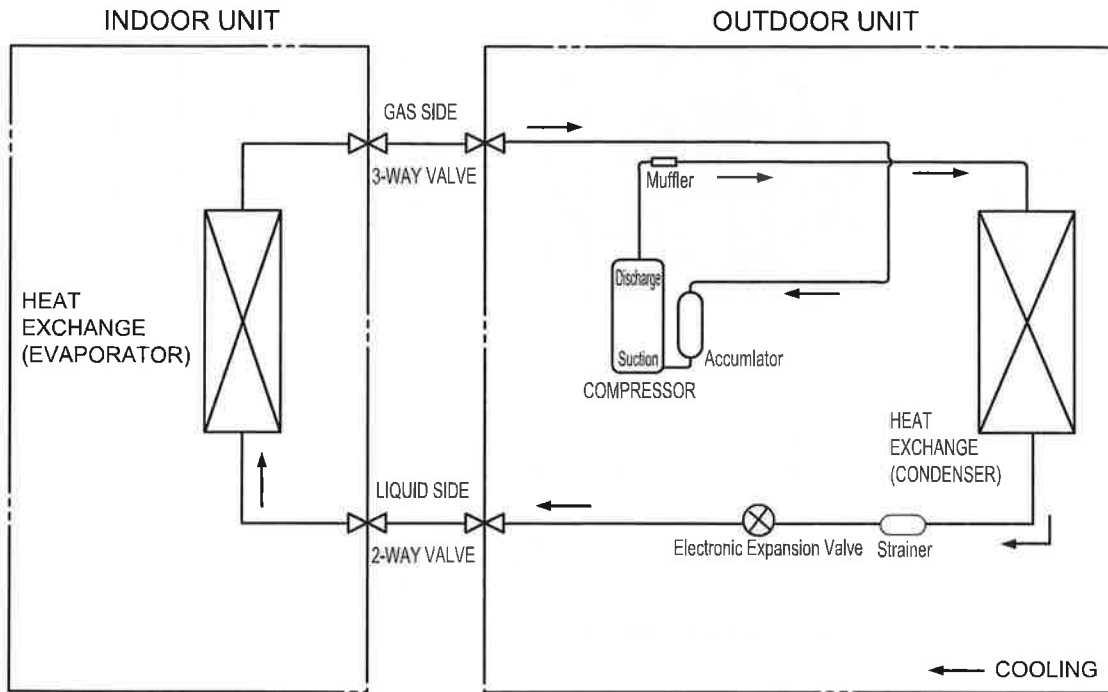 INDOOR UNIT
OUTDOOR UNIT
GAS SIDE
3-WAY VALVE
Muffler
Discharge
Suction
COMPRESSOR
Accumlator
HEAT
EXCHANGE
(EVAPORATOR)
HEAT
EXCHANGE
(CONDENSER)
LIQUID SIDE
2-WAY VALVE
Electronic Expansion Valve
Strainer
COOLING